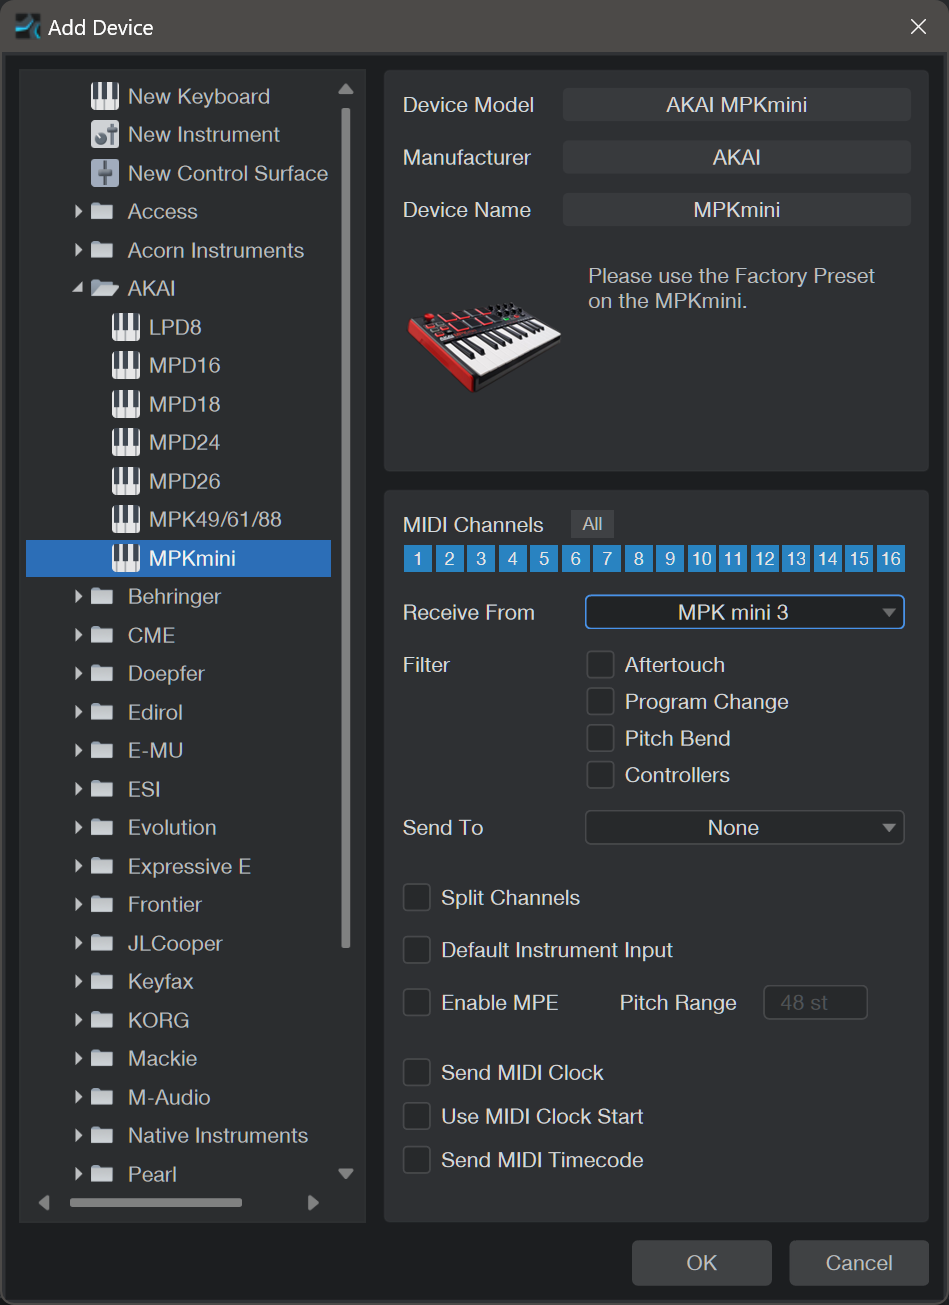 Add Device
New Keyboard
New Instrument
New Control Surface
Access
Acorn Instruments
AKAI
LPD8
MPD16
MPD18
MPD24
MPD26
MPK49/61/88
MPKmini
Behringer
CME
Doepfer
Edirol
E-MU
ESI
Evolution
Expressive E
Frontier
JLCooper
Keyfax
KORG
Mackie
M-Audio
Native Instruments
Pearl
Device Model AKAI MPKmini
Manufacturer AKAI
Device Name MPKmini
Please use the Factory Preset
on the MPKmini.
MIDI Channels All
1 2 3 4 5 6 7 8 9 10 11 12 13 14 15 16
Receive From MPK mini 3
Filter Aftertouch
Program Change
Pitch Bend
Controllers
Send To None
Split Channels
Default Instrument Input
Enable MPE Pitch Range 48 st
Send MIDI Clock
Use MIDI Clock Start
Send MIDI Timecode
OK Cancel